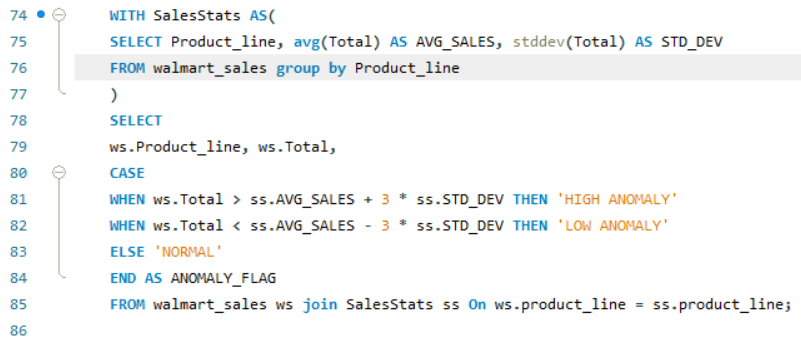 74 WITH SalesStats AS(
75 SELECT Product_line, avg(Total) AS AVG_SALES, stddev(Total) AS STD_DEV
76 FROM walmart_sales group by Product_line
77 )
78 SELECT
79 ws.Product_line, ws.Total,
80 CASE
81 WHEN ws.Total > ss.AVG_SALES + 3 * ss.STD_DEV THEN 'HIGH ANOMALY'
82 WHEN ws.Total < ss.AVG_SALES - 3 * ss.STD_DEV THEN 'LOW ANOMALY'
83 ELSE 'NORMAL'
84 END AS ANOMALY_FLAG
85 FROM walmart_sales ws join SalesStats ss On ws.product_line = ss.product_line;
86